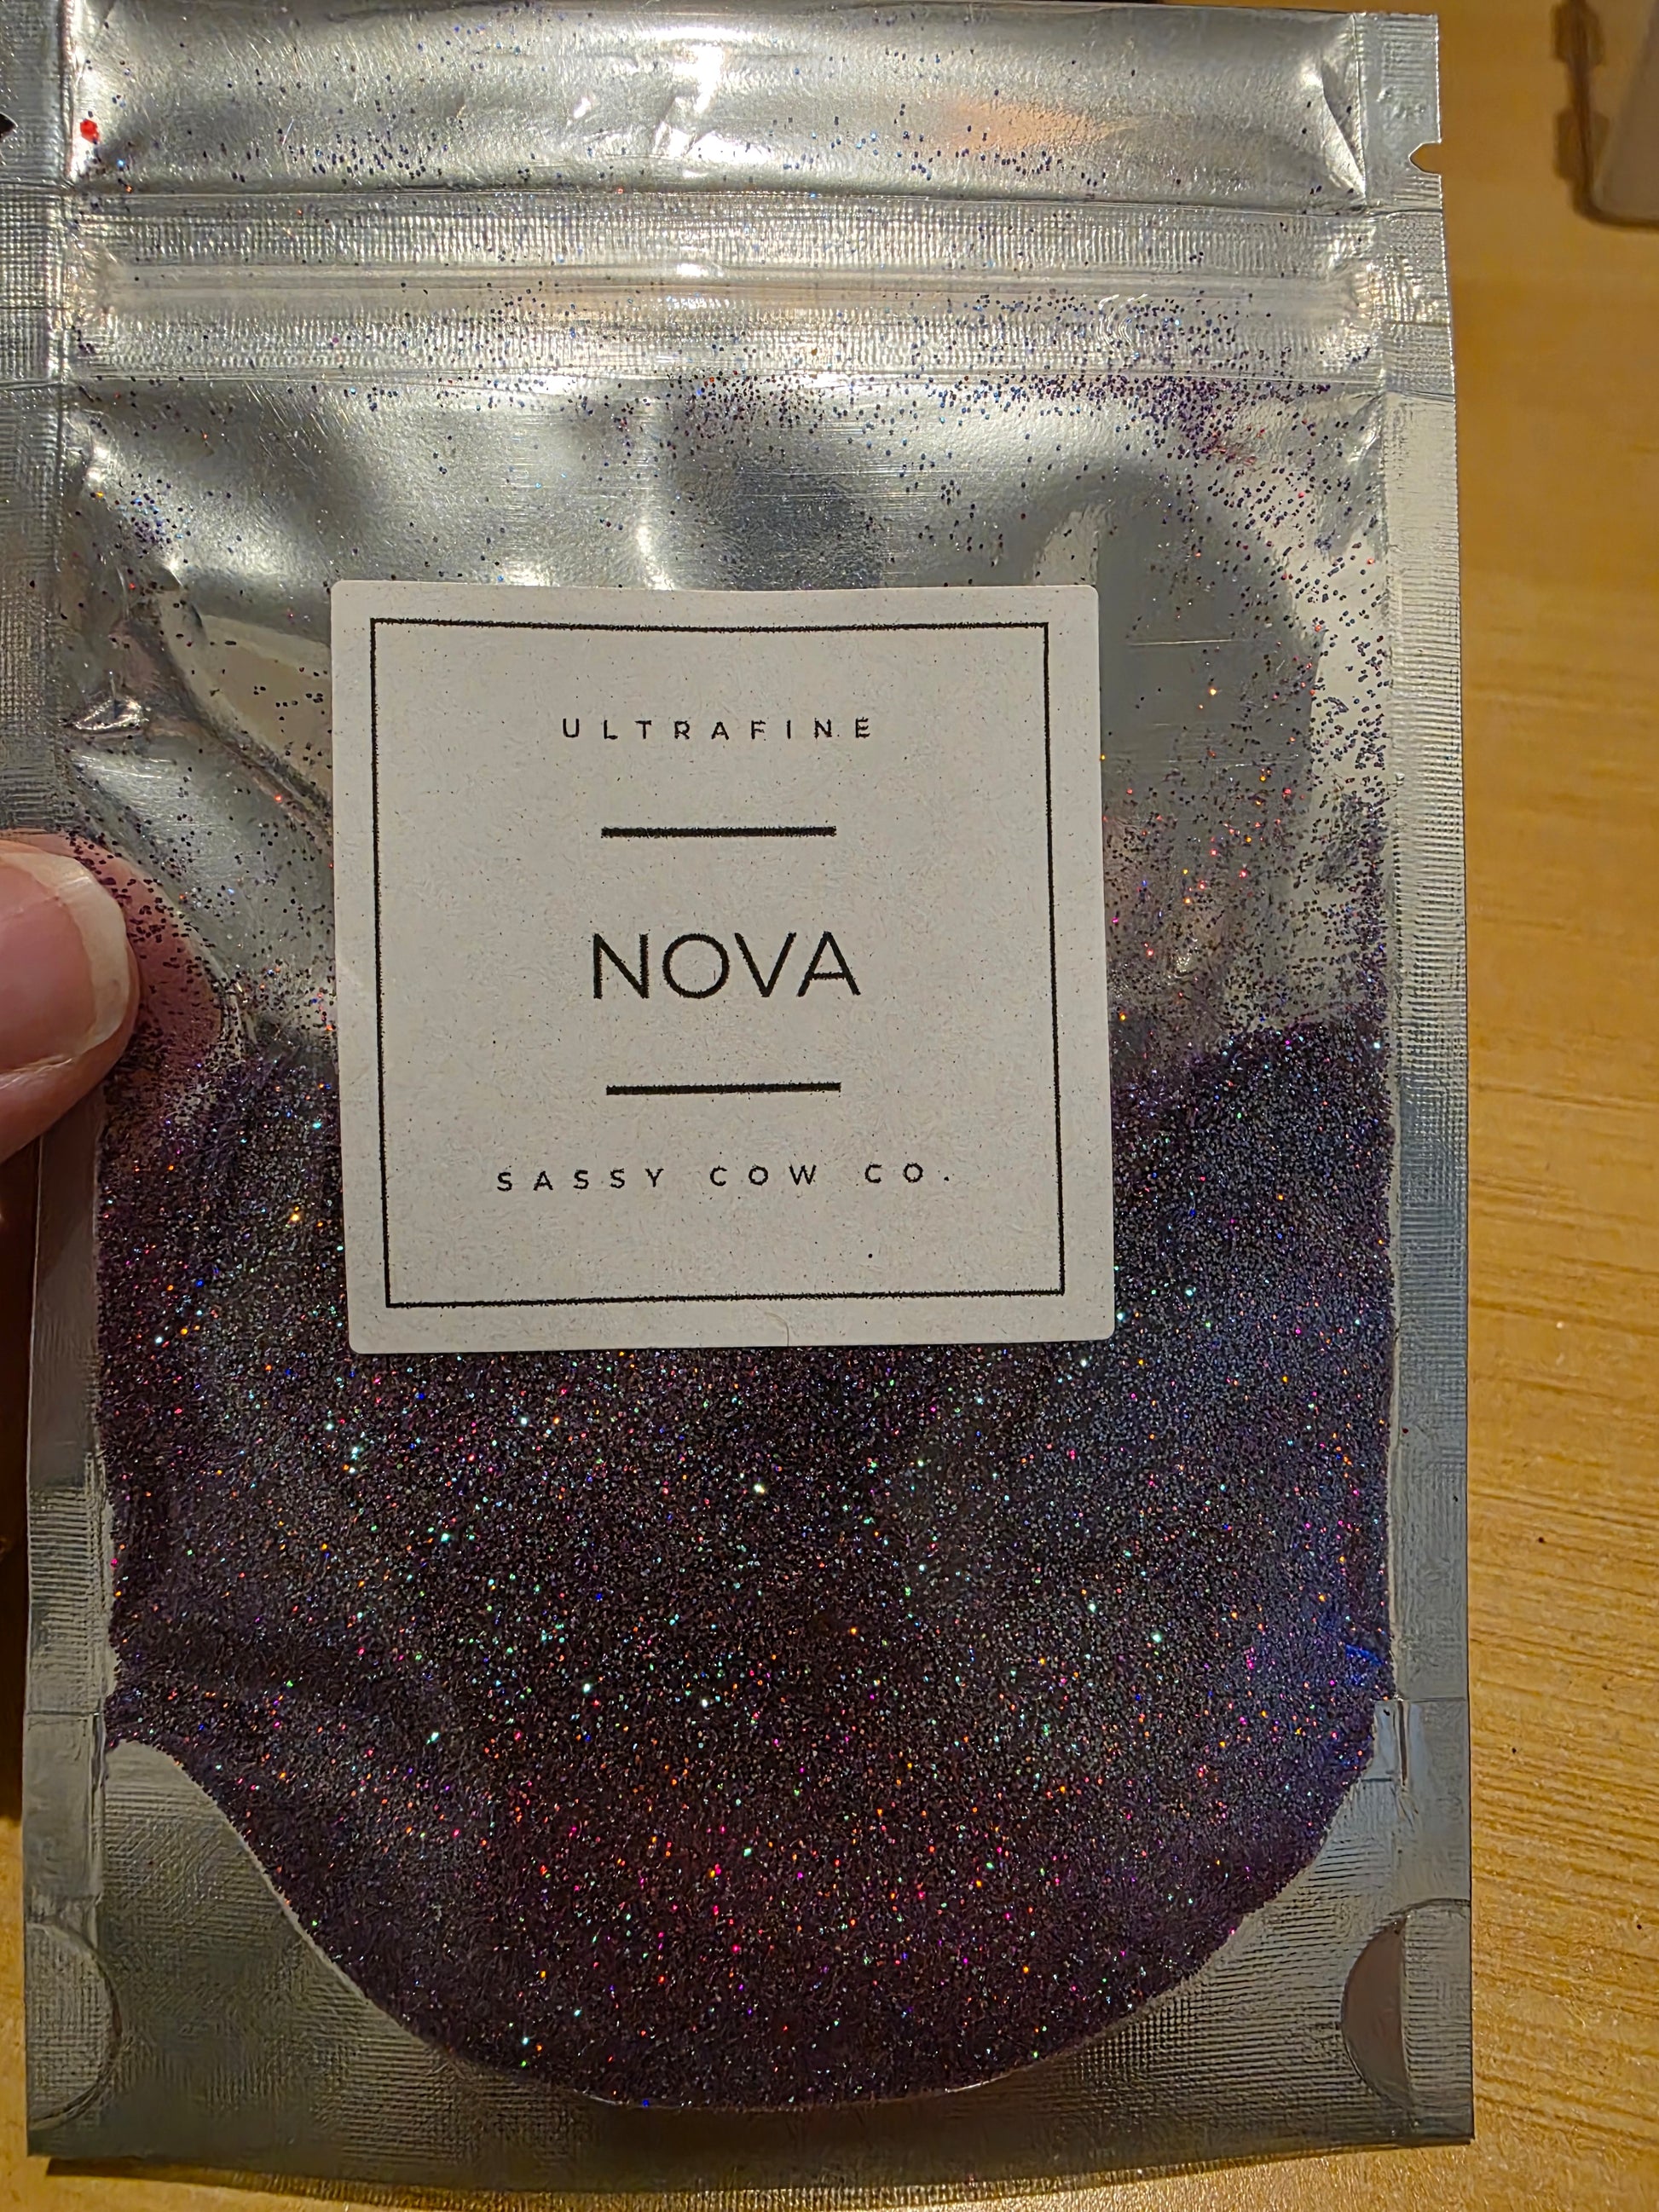 ULTRAFINE
NOVA
SASSY COW CO.